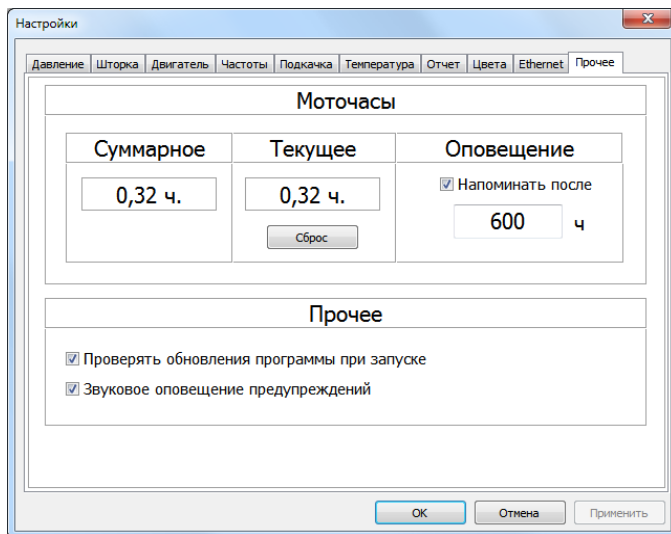 Настройки
Давление Шторка Двигатель Частоты Подкачка Температура Отчет Цвета Ethernet Прочее
Моточасы
Суммарное Текущее Оповещение
Напоминать после
0,32 ч. 0,32 ч.
600 ч
Сброс
Прочее
Проверять обновления программы при запуске
Звуковое оповещение предупреждений
OK Отмена Применить